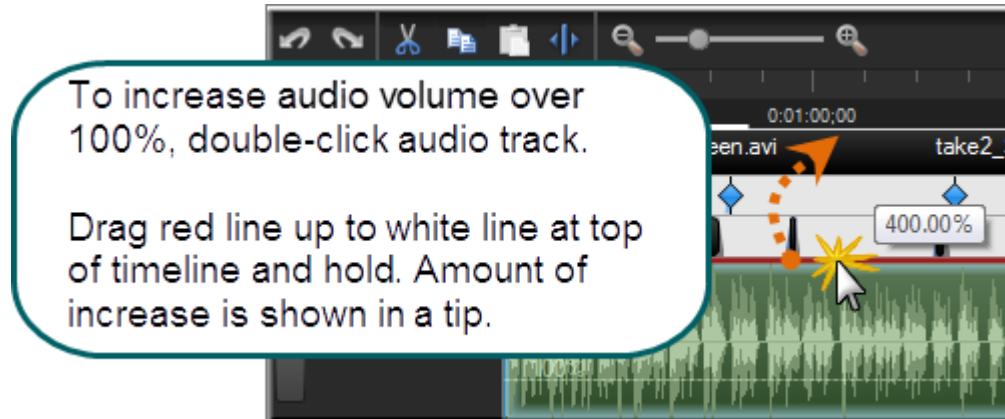 To increase audio volume over
100%, double-click audio track.
Drag red line up to white line at top
of timeline and hold. Amount of
increase is shown in a tip.
0:01:00;00
een.avi
take2_
400.00%
100%